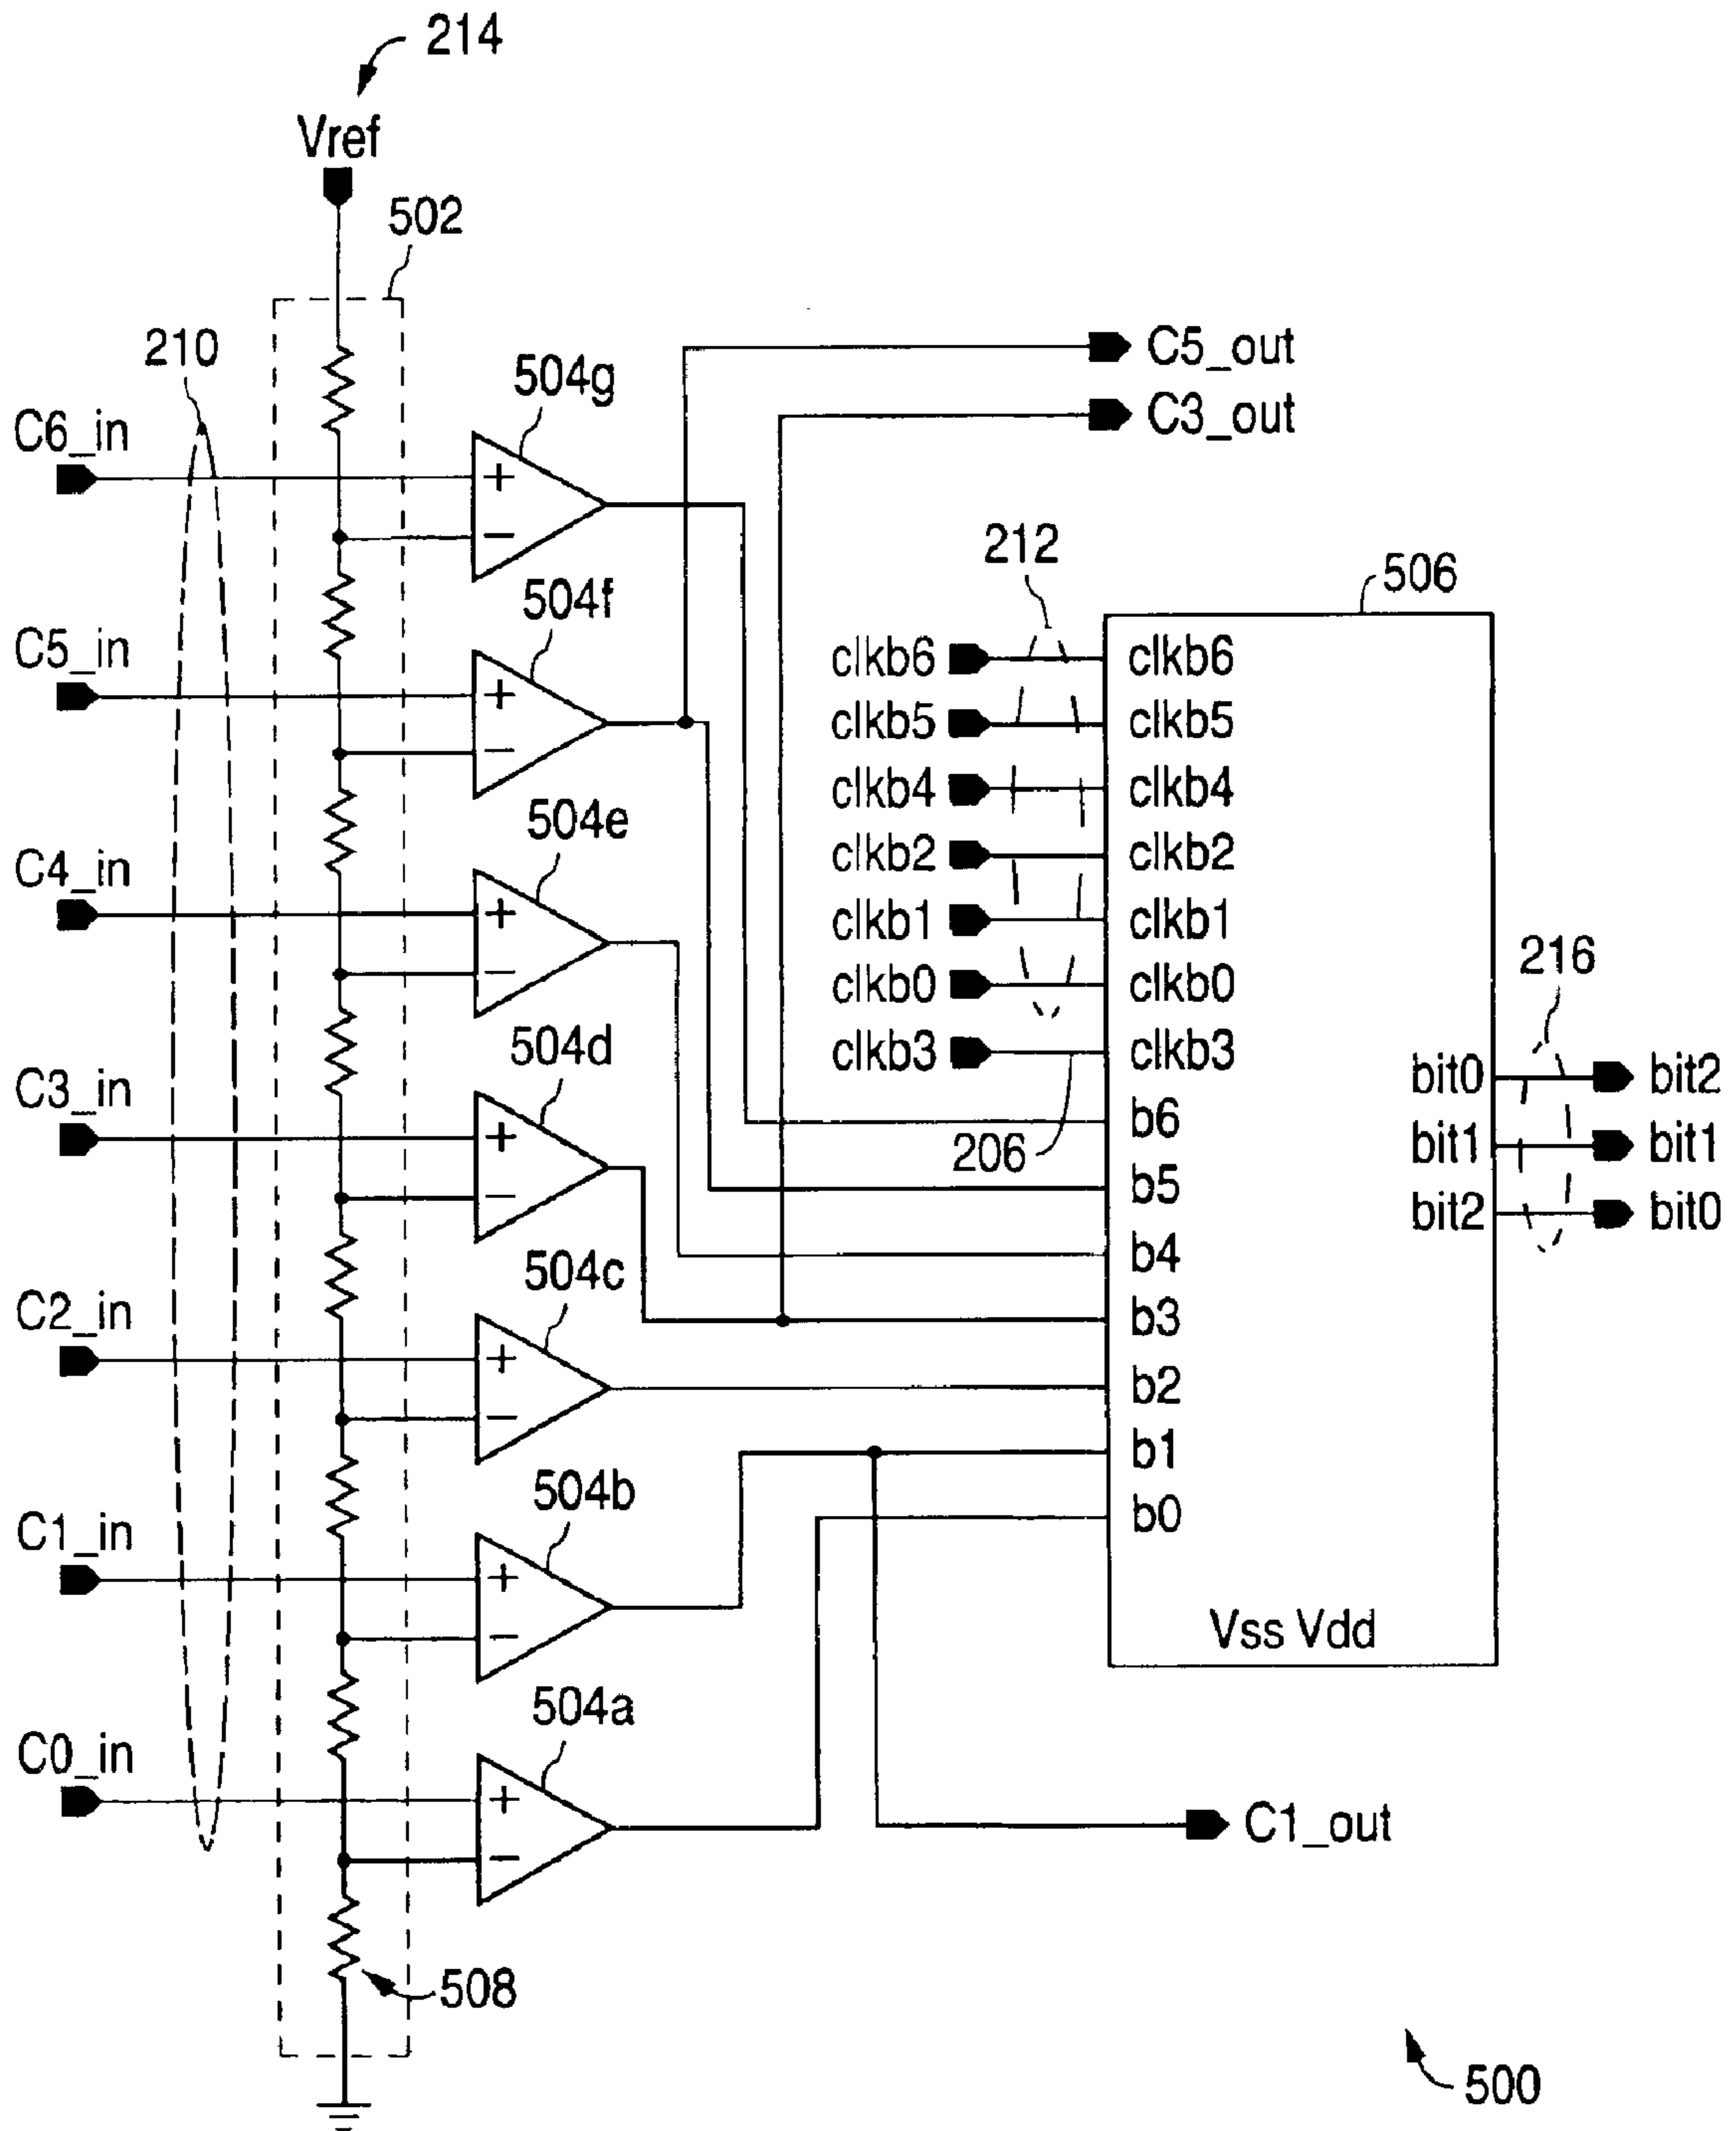 214
Vref
502
210
C5_out
504g
C3_out
C6_in
212
506
504f
C5_in
clkb6 clkb6
clkb5 clkb5
clkb4 clkb4
504e
C4_in
clkb2 clkb2
clkb1 clkb1
216
clkb0 clkb0
504d
clkb3 clkb3
C3_in
bit0 bit2
b6
206
bit1 bit1
b5
bit2 bit0
b4
504c
C2_in
b3
b2
b1
504b
C1_in
b0
Vss Vdd
504a
C0_in
C1_out
508
500
+
−
+
−
+
−
+
−
+
−
+
−
+
−